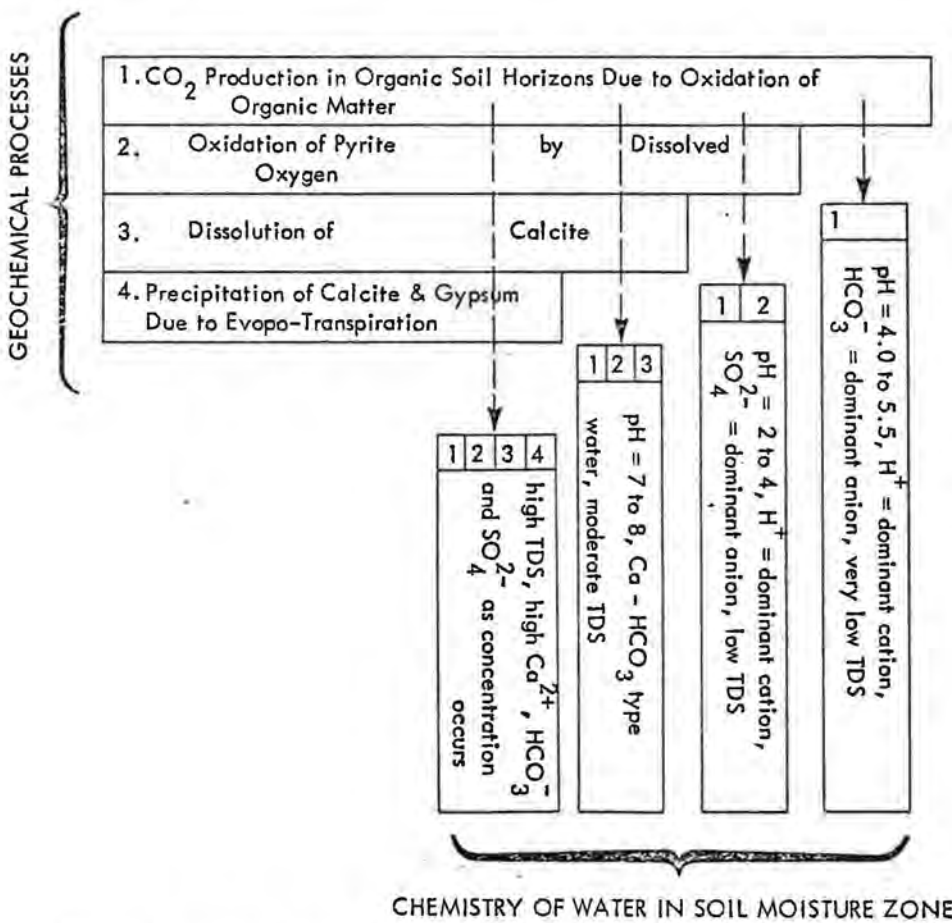 GEOCHEMICAL PROCESSES
1. CO2 Production in Organic Soil Horizons Due to Oxidation of
Organic Matter
2. Oxidation of Pyrite by Dissolved
Oxygen
3. Dissolution of Calcite
4. Precipitation of Calcite & Gypsum
Due to Evopo-Transpiration
1 2 3 4
high TDS, high Ca2+, HCO3-
and SO4 2- as concentration
occurs
1 2 3
pH = 7 to 8, Ca - HCO3 type
water, moderate TDS
1 2
pH = 2 to 4, H+ = dominant cation,
SO4 2- = dominant anion, low TDS
1
pH = 4.0 to 5.5, H+ = dominant cation,
HCO3- = dominant anion, very low TDS
CHEMISTRY OF WATER IN SOIL MOISTURE ZONE